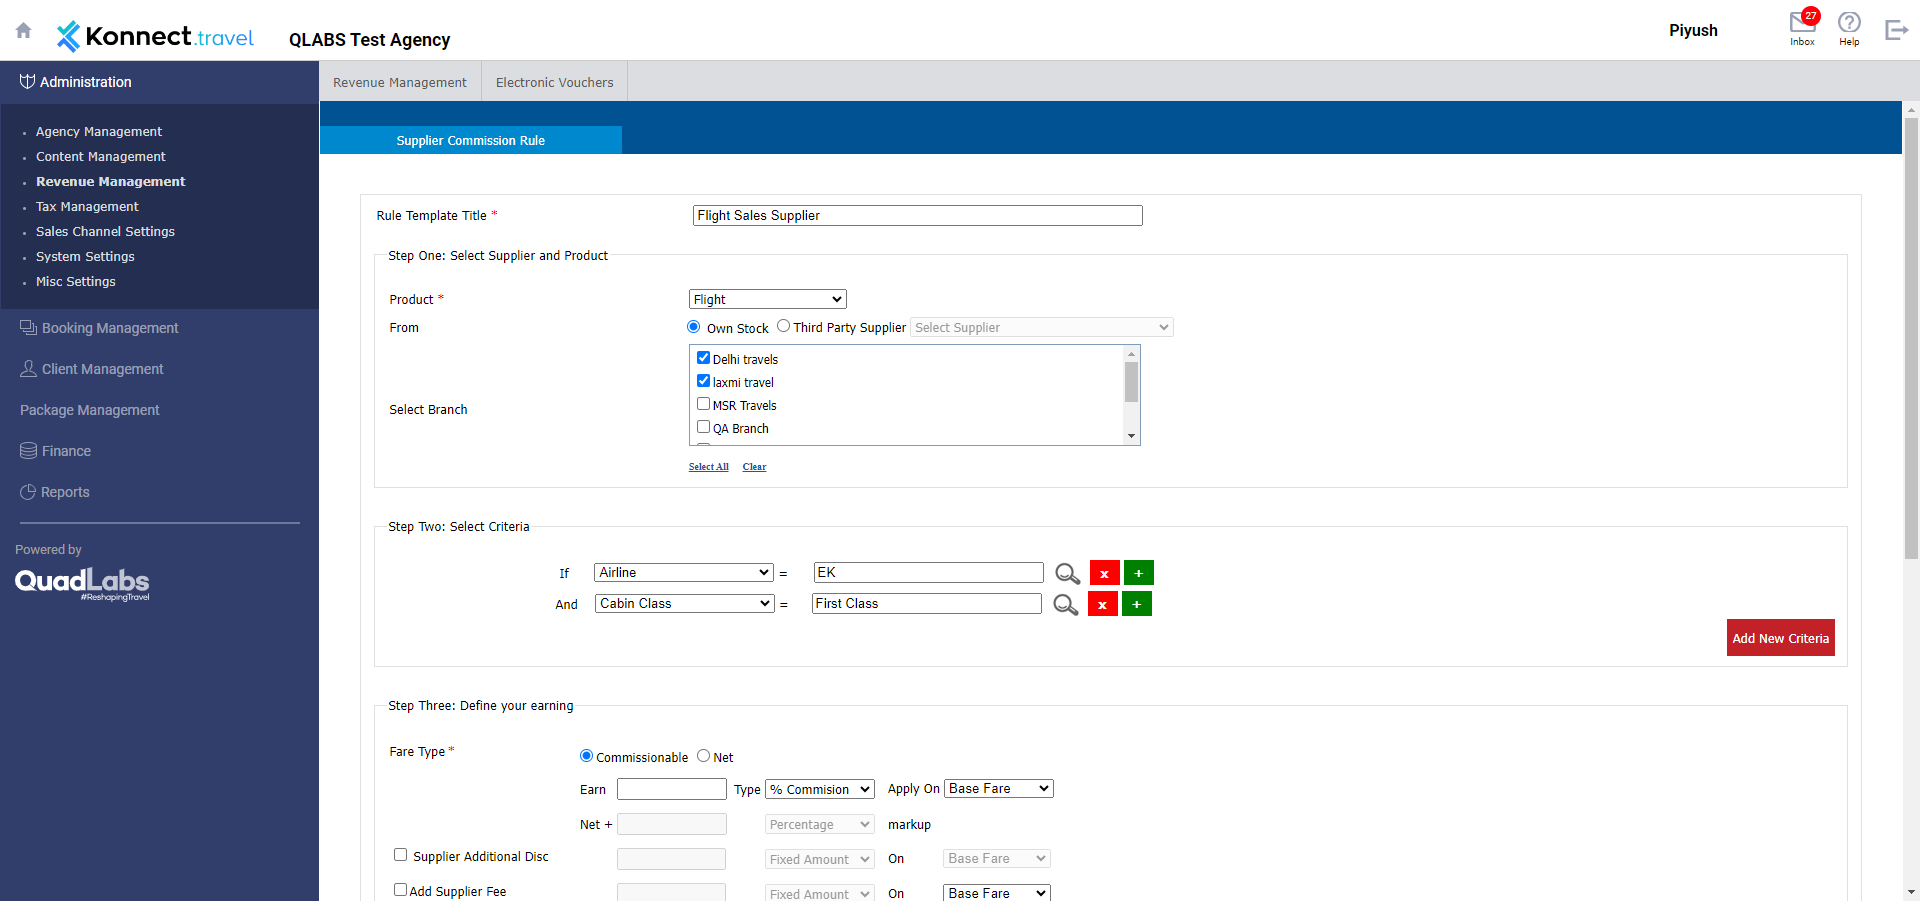 Konnect.travel QLABS Test Agency Piyush 27 Inbox Help
Administration
Revenue Management Electronic Vouchers
Supplier Commission Rule
Agency Management
Content Management
Revenue Management
Tax Management
Sales Channel Settings
System Settings
Misc Settings
Booking Management
Client Management
Package Management
Finance
Reports
Powered by
QuadLabs
#ReshapingTravel
Rule Template Title * Flight Sales Supplier
Step One: Select Supplier and Product
Product * Flight
From Own Stock Third Party Supplier Select Supplier
Select Branch
Delhi travels
laxmi travel
MSR Travels
QA Branch
Select All Clear
Step Two: Select Criteria
If Airline = EK x +
And Cabin Class = First Class x +
Add New Criteria
Step Three: Define your earning
Fare Type * Commissionable Net
Earn Type % Commision Apply On Base Fare
Net + Percentage markup
Supplier Additional Disc Fixed Amount On Base Fare
Add Supplier Fee Fixed Amount On Base Fare